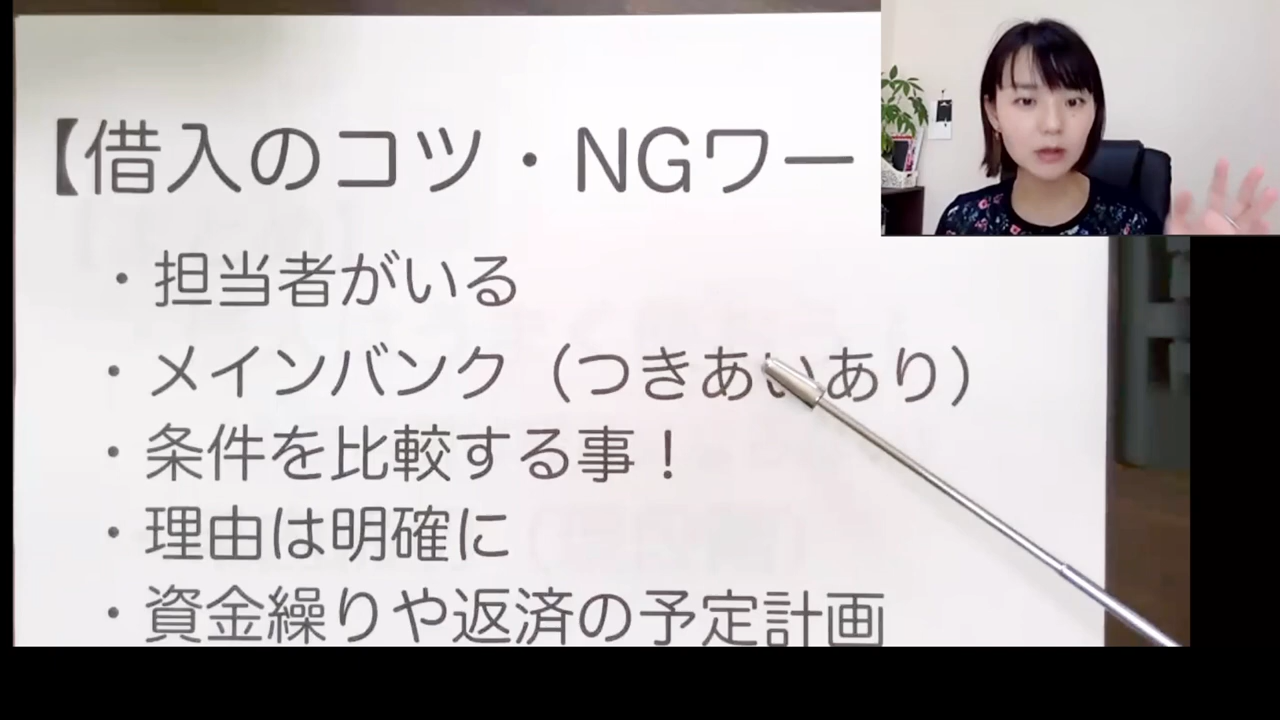 【借入のコツ・NGワー
・担当者がいる
・メインバンク（つきあいあり）
・条件を比較する事！
・理由は明確に
・資金繰りや返済の予定計画